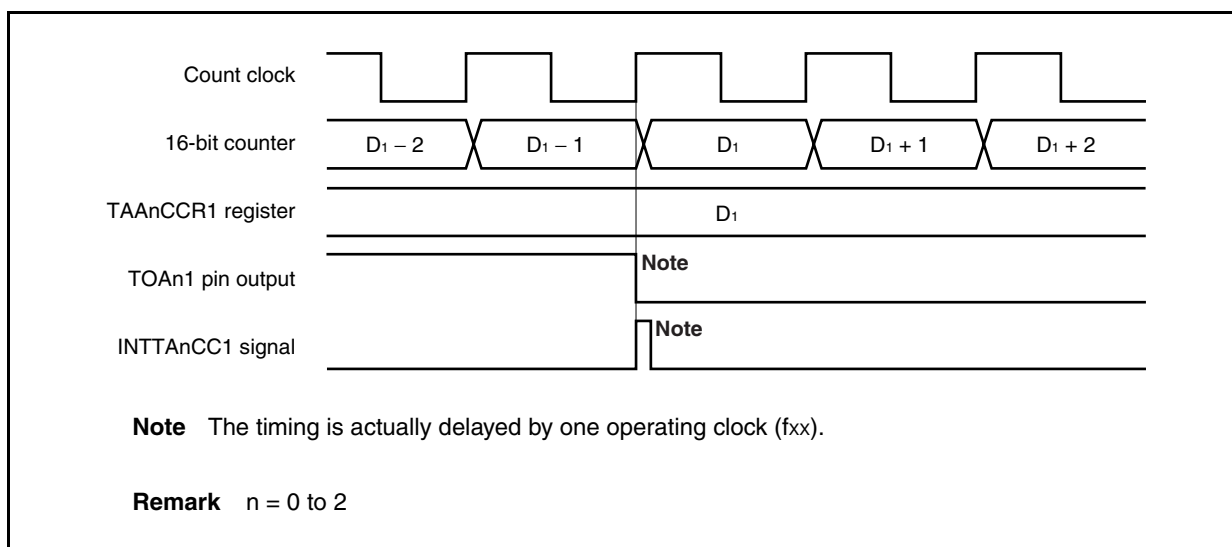 Count clock
16-bit counter
D1 − 2
D1 − 1
D1
D1 + 1
D1 + 2
TAAnCCR1 register
D1
TOAn1 pin output
Note
INTTAnCC1 signal
Note
Note The timing is actually delayed by one operating clock (fxx).
Remark n = 0 to 2